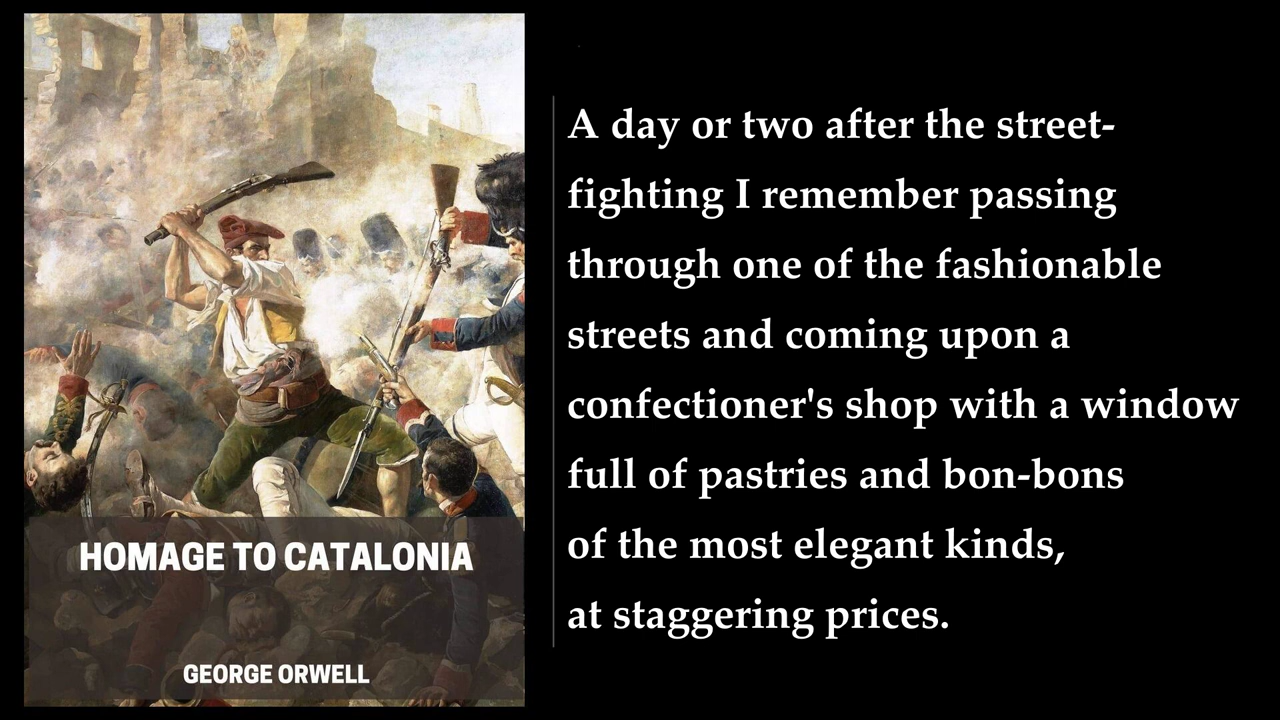 HOMAGE TO CATALONIA
GEORGE ORWELL
A day or two after the street-
fighting I remember passing
through one of the fashionable
streets and coming upon a
confectioner's shop with a window
full of pastries and bon-bons
of the most elegant kinds,
at staggering prices.